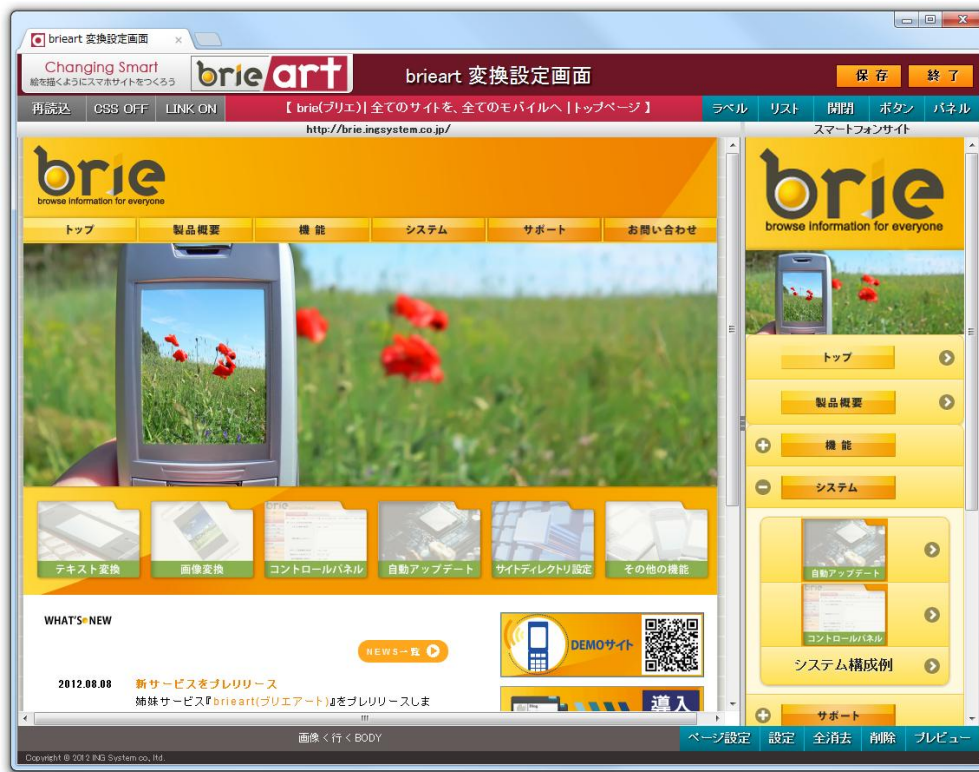 brieart 変換設定画面
Changing Smart
絵を描くようにスマホサイトをつくろう
brie art
brieart 変換設定画面
保存 終了
再読込 CSS OFF LINK ON
【 brie(ブリエ) | 全てのサイトを、全てのモバイルへ | トップページ 】
ラベル リスト 開閉 ボタン パネル
http://brie.ingsystem.co.jp/
スマートフォンサイト
brie
browse information for everyone
トップ 製品概要 機能 システム サポート お問い合わせ
テキスト変換 画像変換 コントロールパネル 自動アップデート サイトディレクトリ設定 その他の機能
WHAT'S NEW
NEWS一覧
2012.08.08 新サービスをプレリリース
姉妹サービス『brieart(ブリエアート)』をプレリリースしま
DEMOサイト
導入
brie
browse information for everyone
トップ
製品概要
機能
システム
自動アップデート
コントロールパネル
システム構成例
サポート
画像 < 行 < BODY
ページ設定 設定 全消去 削除 プレビュー
Copyright © 2012 ING System co., ltd.